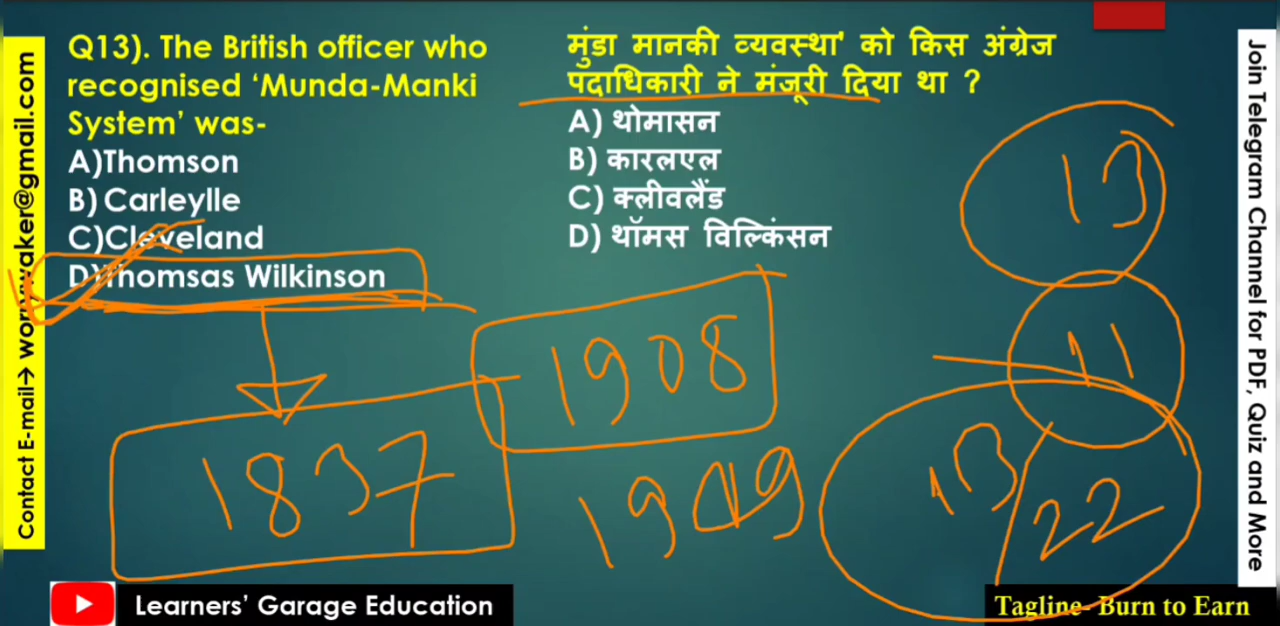 Q13). The British officer who
recognised ‘Munda-Manki
System’ was-
A)Thomson
B) Carleylle
C)Cleveland
D)Thomsas Wilkinson
मुंडा मानकी व्यवस्था' को किस अंग्रेज
पदाधिकारी ने मंजूरी दिया था ?
A) थोमासन
B) कारलएल
C) क्लीवलैंड
D) थॉमस विल्किंसन
13
11
13/22
1908
1837
Contact E-mail→
Join Telegram Channel for PDF, Quiz and More
Learners’ Garage Education
Tagline- Burn to Earn